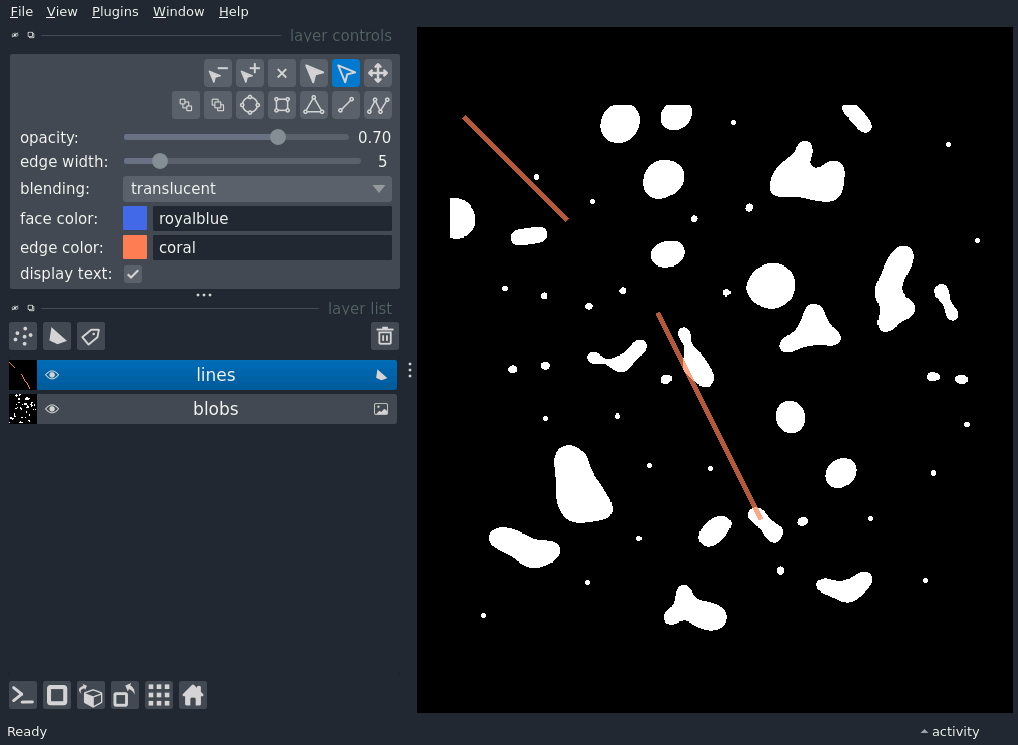 File View Plugins Window Help
layer controls
opacity: 0.70
edge width: 5
blending: translucent
face color: royalblue
edge color: coral
display text:
layer list
lines
blobs
Ready
activity